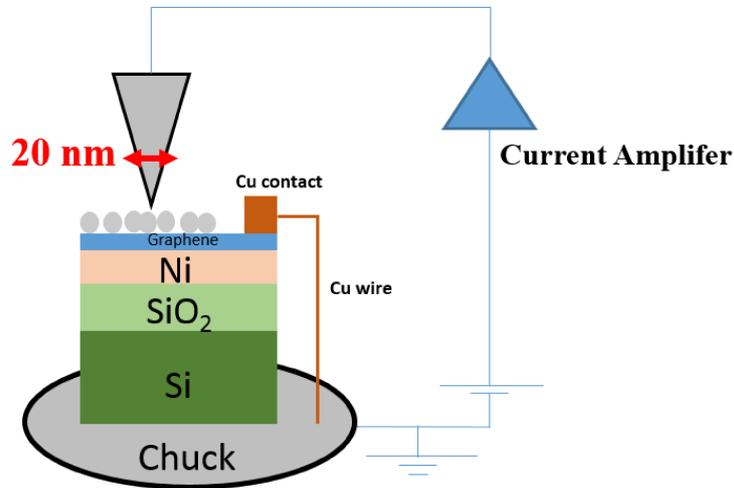 20 nm
Current Amplifer
Cu contact
Graphene
Ni
Cu wire
SiO₂
Si
Chuck